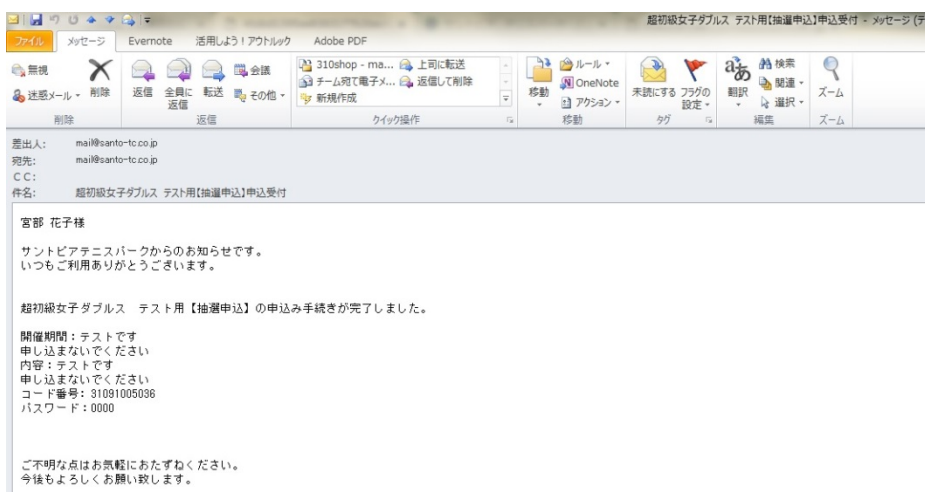 超初級女子ダブルス テスト用【抽選申込】申込受付 - メッセージ (テ
ファイル メッセージ Evernote 活用しよう！アウトルック Adobe PDF
無視
迷惑メール
削除
返信
全員に返信
転送
会議
その他
310shop - ma...
チーム宛て電子メ...
新規作成
上司に転送
返信して削除
移動
ルール
OneNote
アクション
未読にする
フラグの設定
翻訳
検索
関連
選択
ズーム
削除 返信 クイック操作 移動 タグ 編集 ズーム
差出人: mail@santo-tc.co.jp
宛先: mail@santo-tc.co.jp
CC:
件名: 超初級女子ダブルス テスト用【抽選申込】申込受付
宮部 花子様
サントピアテニスパークからのお知らせです。
いつもご利用ありがとうございます。
超初級女子ダブルス　テスト用【抽選申込】の申込み手続きが完了しました。
開催期間：テストです
申し込まないでください
内容：テストです
申し込まないでください
コード番号: 31091005036
パスワード：0000
ご不明な点はお気軽におたずねください。
今後もよろしくお願い致します。